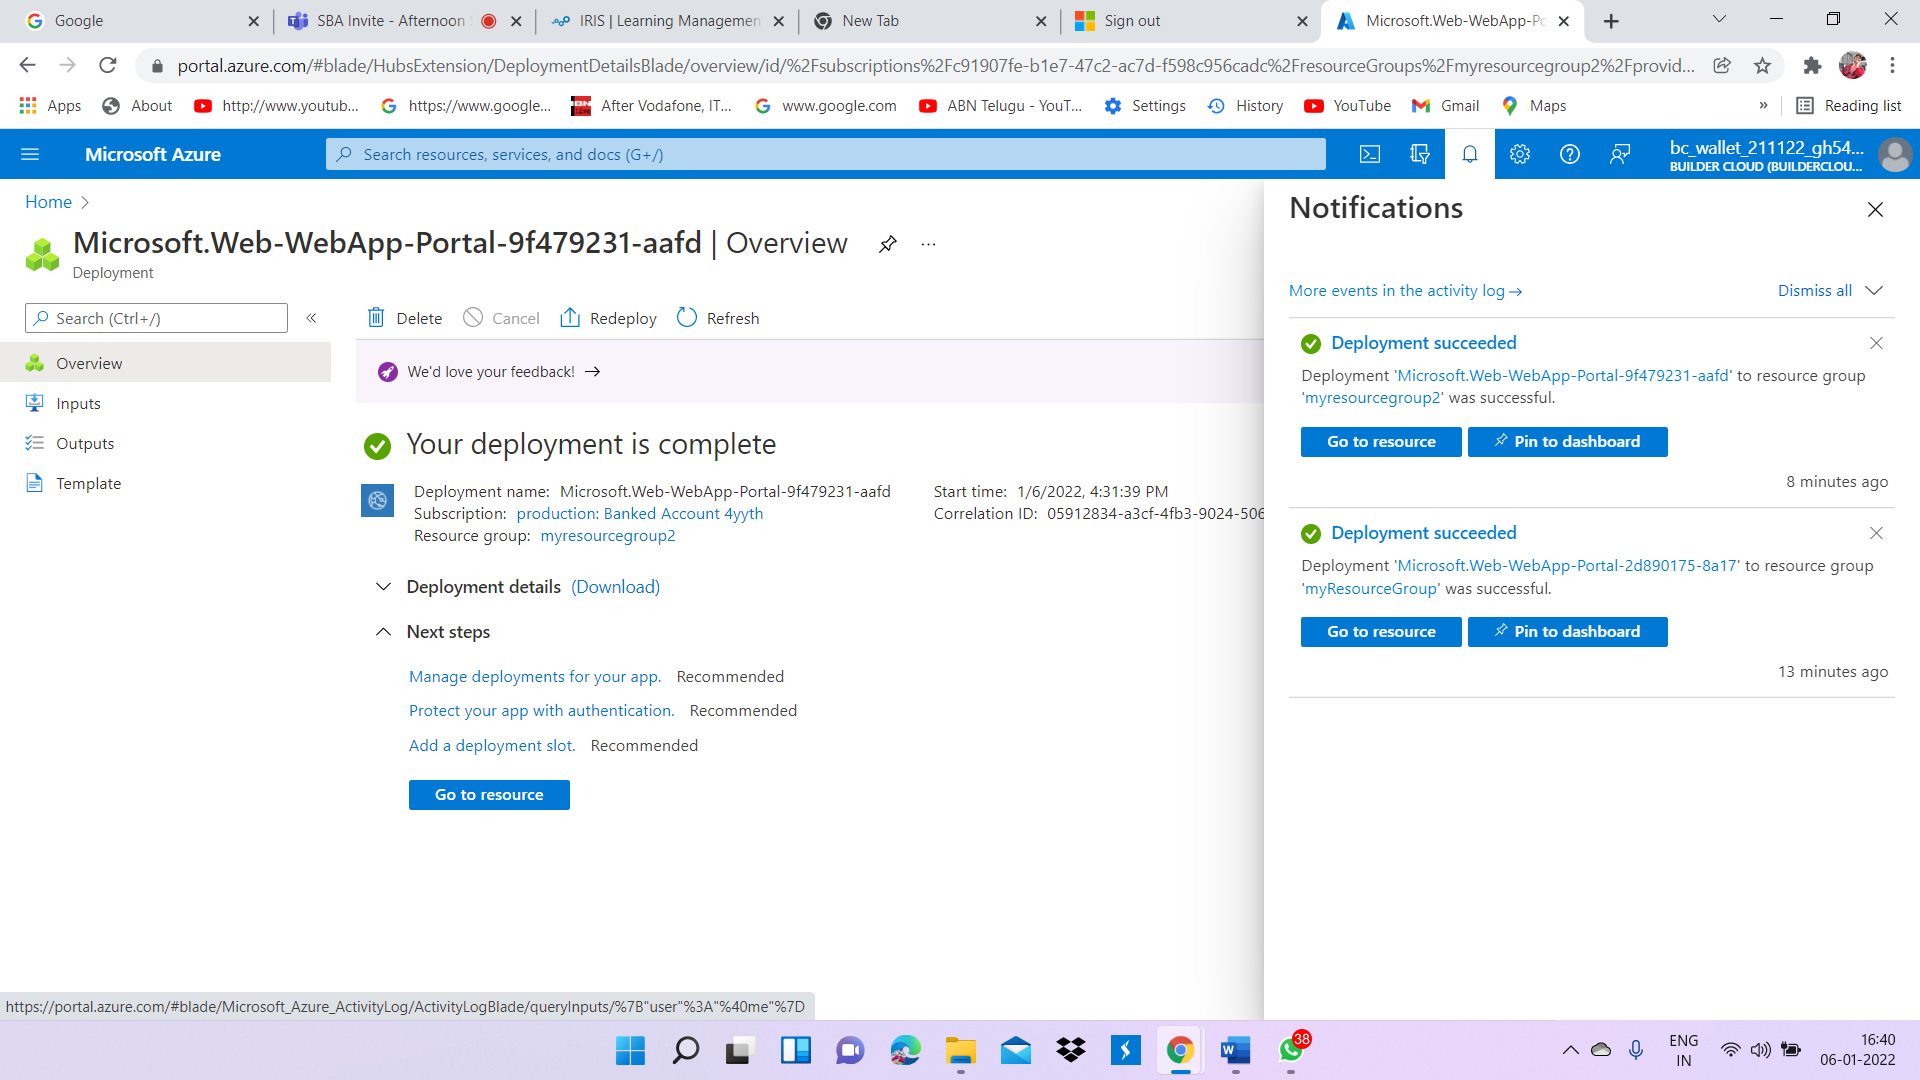 Google
SBA Invite - Afternoon
IRIS | Learning Managemen
New Tab
Sign out
Microsoft.Web-WebApp-Po
portal.azure.com/#blade/HubsExtension/DeploymentDetailsBlade/overview/id/%2Fsubscriptions%2Fc91907fe-b1e7-47c2-ac7d-f598c956cadc%2FresourceGroups%2Fmyresourcegroup2%2Fprovid...
Apps
About
http://www.youtub...
https://www.google...
After Vodafone, IT...
www.google.com
ABN Telugu - YouT...
Settings
History
YouTube
Gmail
Maps
»
Reading list
Microsoft Azure
Search resources, services, and docs (G+/)
bc_wallet_211122_gh54...
BUILDER CLOUD (BUILDERCLOU...
Home
Microsoft.Web-WebApp-Portal-9f479231-aafd | Overview
...
Deployment
Search (Ctrl+/)
«
Overview
Inputs
Outputs
Template
Delete
Cancel
Redeploy
Refresh
We'd love your feedback! →
Your deployment is complete
Deployment name: Microsoft.Web-WebApp-Portal-9f479231-aafd
Subscription: production: Banked Account 4yyth
Resource group: myresourcegroup2
Start time: 1/6/2022, 4:31:39 PM
Correlation ID: 05912834-a3cf-4fb3-9024-506
Deployment details (Download)
Next steps
Manage deployments for your app. Recommended
Protect your app with authentication. Recommended
Add a deployment slot. Recommended
Go to resource
Notifications
More events in the activity log →
Dismiss all
Deployment succeeded
Deployment 'Microsoft.Web-WebApp-Portal-9f479231-aafd' to resource group
'myresourcegroup2' was successful.
Go to resource
Pin to dashboard
8 minutes ago
Deployment succeeded
Deployment 'Microsoft.Web-WebApp-Portal-2d890175-8a17' to resource group
'myResourceGroup' was successful.
Go to resource
Pin to dashboard
13 minutes ago
https://portal.azure.com/#blade/Microsoft_Azure_ActivityLog/ActivityLogBlade/queryInputs/%7B"user"%3A"%40me"%7D
38
ENG
IN
16:40
06-01-2022